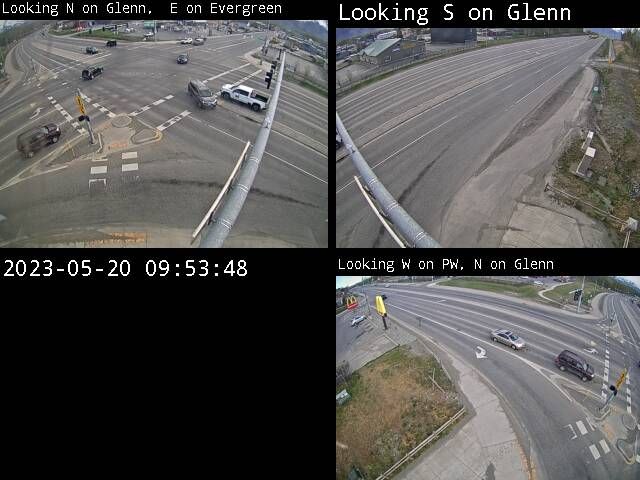 Looking N on Glenn,  E on Evergreen
Looking S on Glenn
2023-05-20 09:53:48
Looking W on PW, N on Glenn